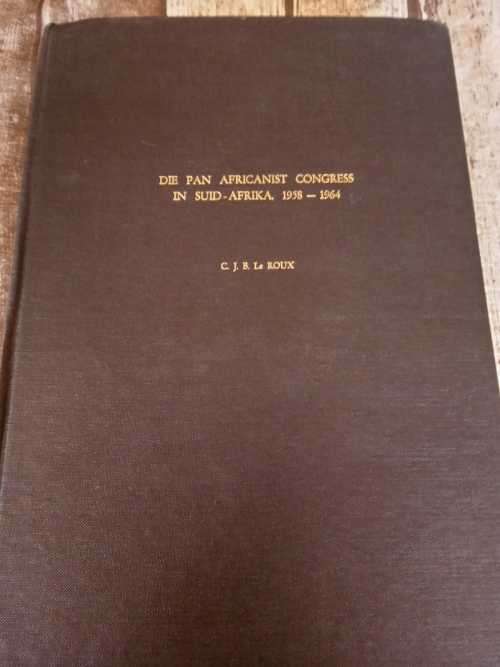 DIE PAN AFRICANIST CONGRESS
IN SUID-AFRIKA, 1958 — 1964
C. J. B. Le ROUX